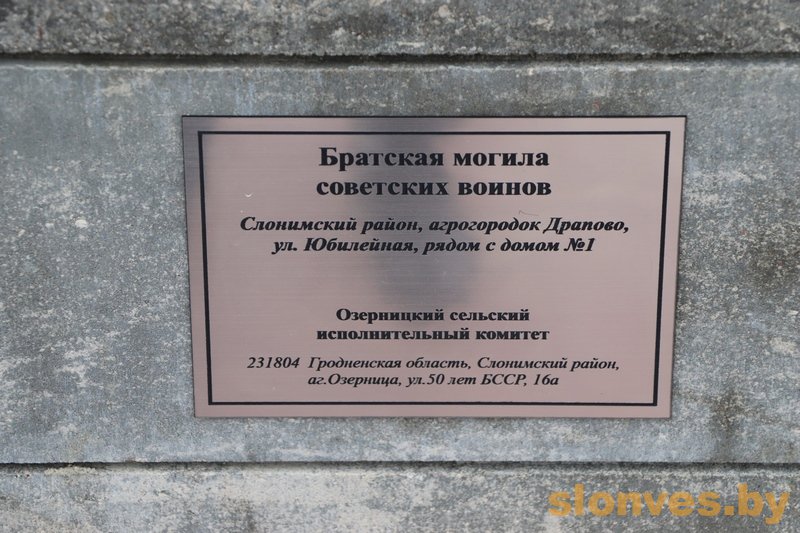 Братская могила
советских воинов
Слонимский район, агрогородок Драпово,
ул. Юбилейная, рядом с домом №1
Озерницкий сельский
исполнительный комитет
231804 Гродненская область, Слонимский район,
аг.Озерница, ул.50 лет БССР, 16а
slonves.by